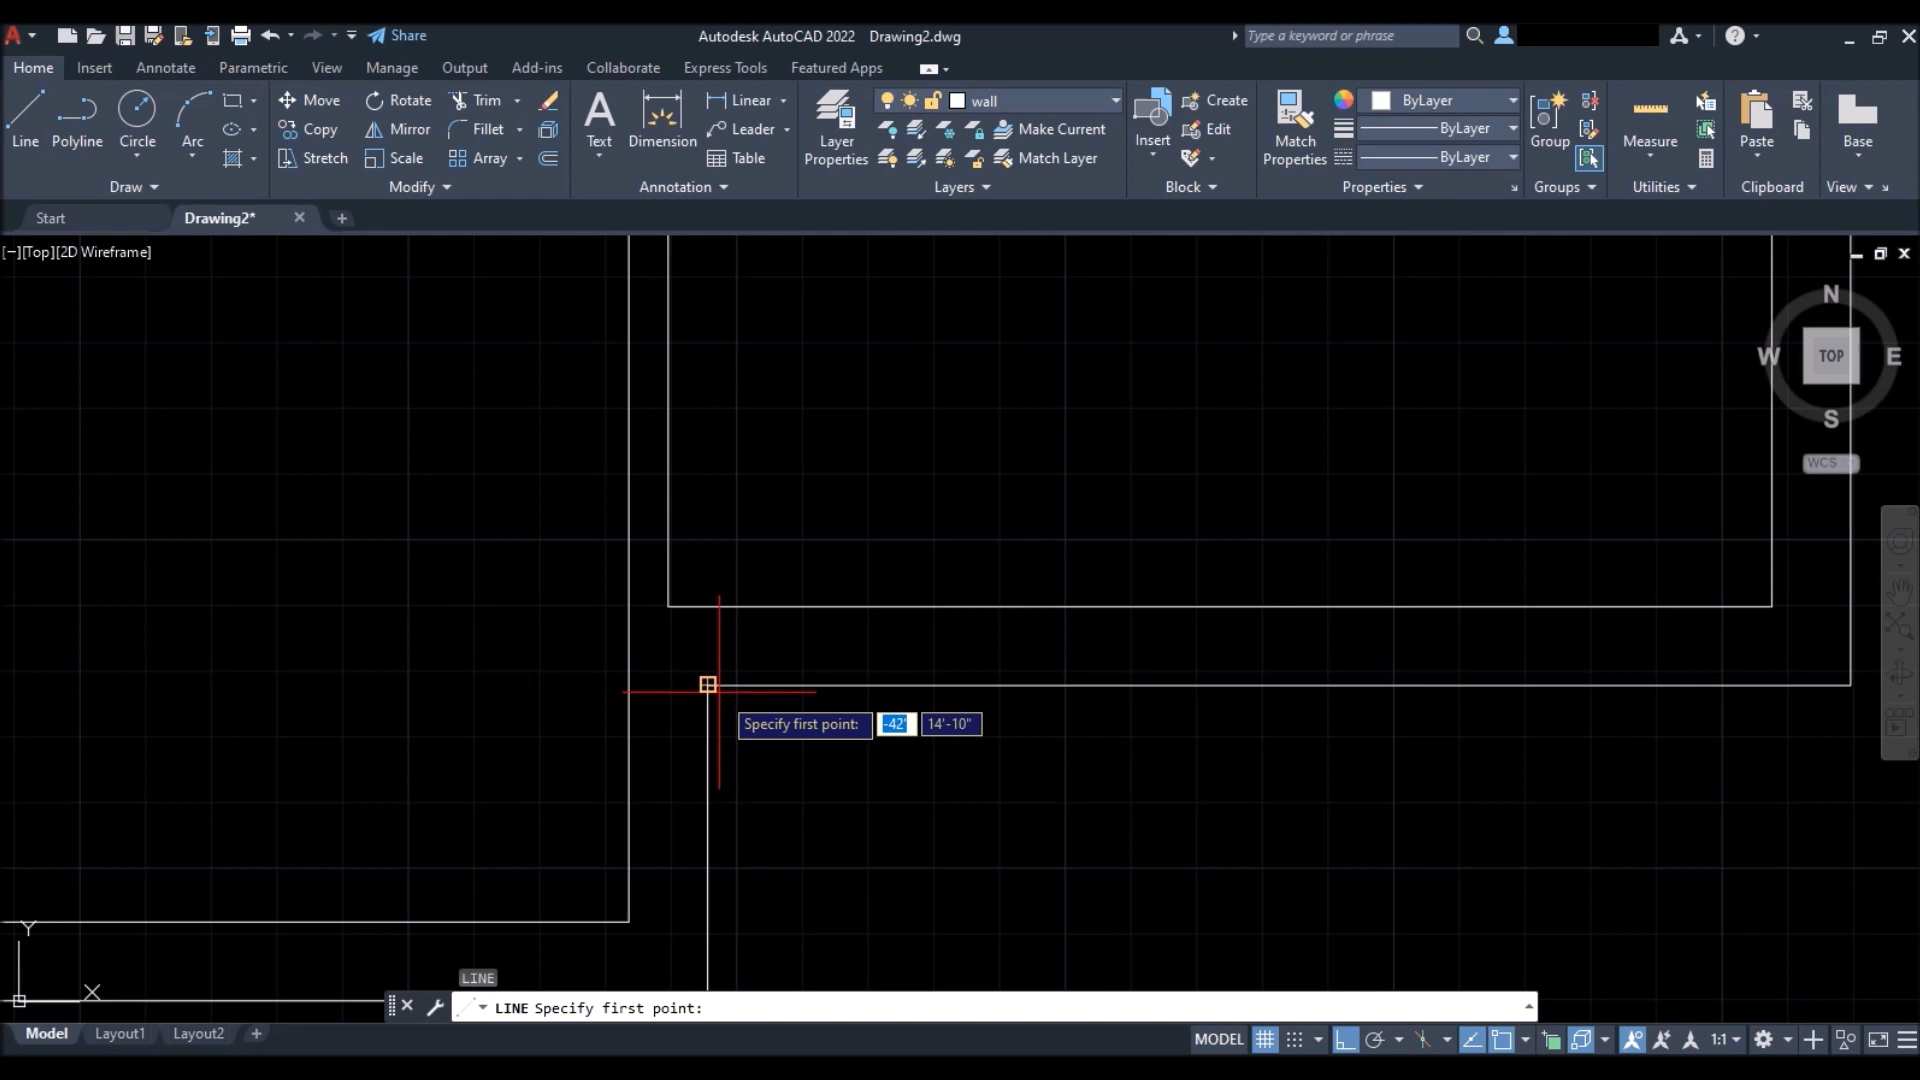 Share
Autodesk AutoCAD 2022 Drawing2.dwg
Type a keyword or phrase
Home Insert Annotate Parametric View Manage Output Add-ins Collaborate Express Tools Featured Apps
Line Polyline Circle Arc
Move Rotate Trim
Copy Mirror Fillet
Stretch Scale Array
Text Dimension
Linear
Leader
Table
Layer Properties
wall
Make Current
Match Layer
Insert
Create
Edit
Match Properties
ByLayer
ByLayer
ByLayer
Group
Measure
Paste
Base
Draw Modify Annotation Layers Block Properties Groups Utilities Clipboard View
Start Drawing2*
[−][Top][2D Wireframe]
N
W TOP E
S
WCS
Specify first point: -42' 14'-10"
Y
X
LINE
LINE Specify first point:
Model Layout1 Layout2
MODEL 1:1